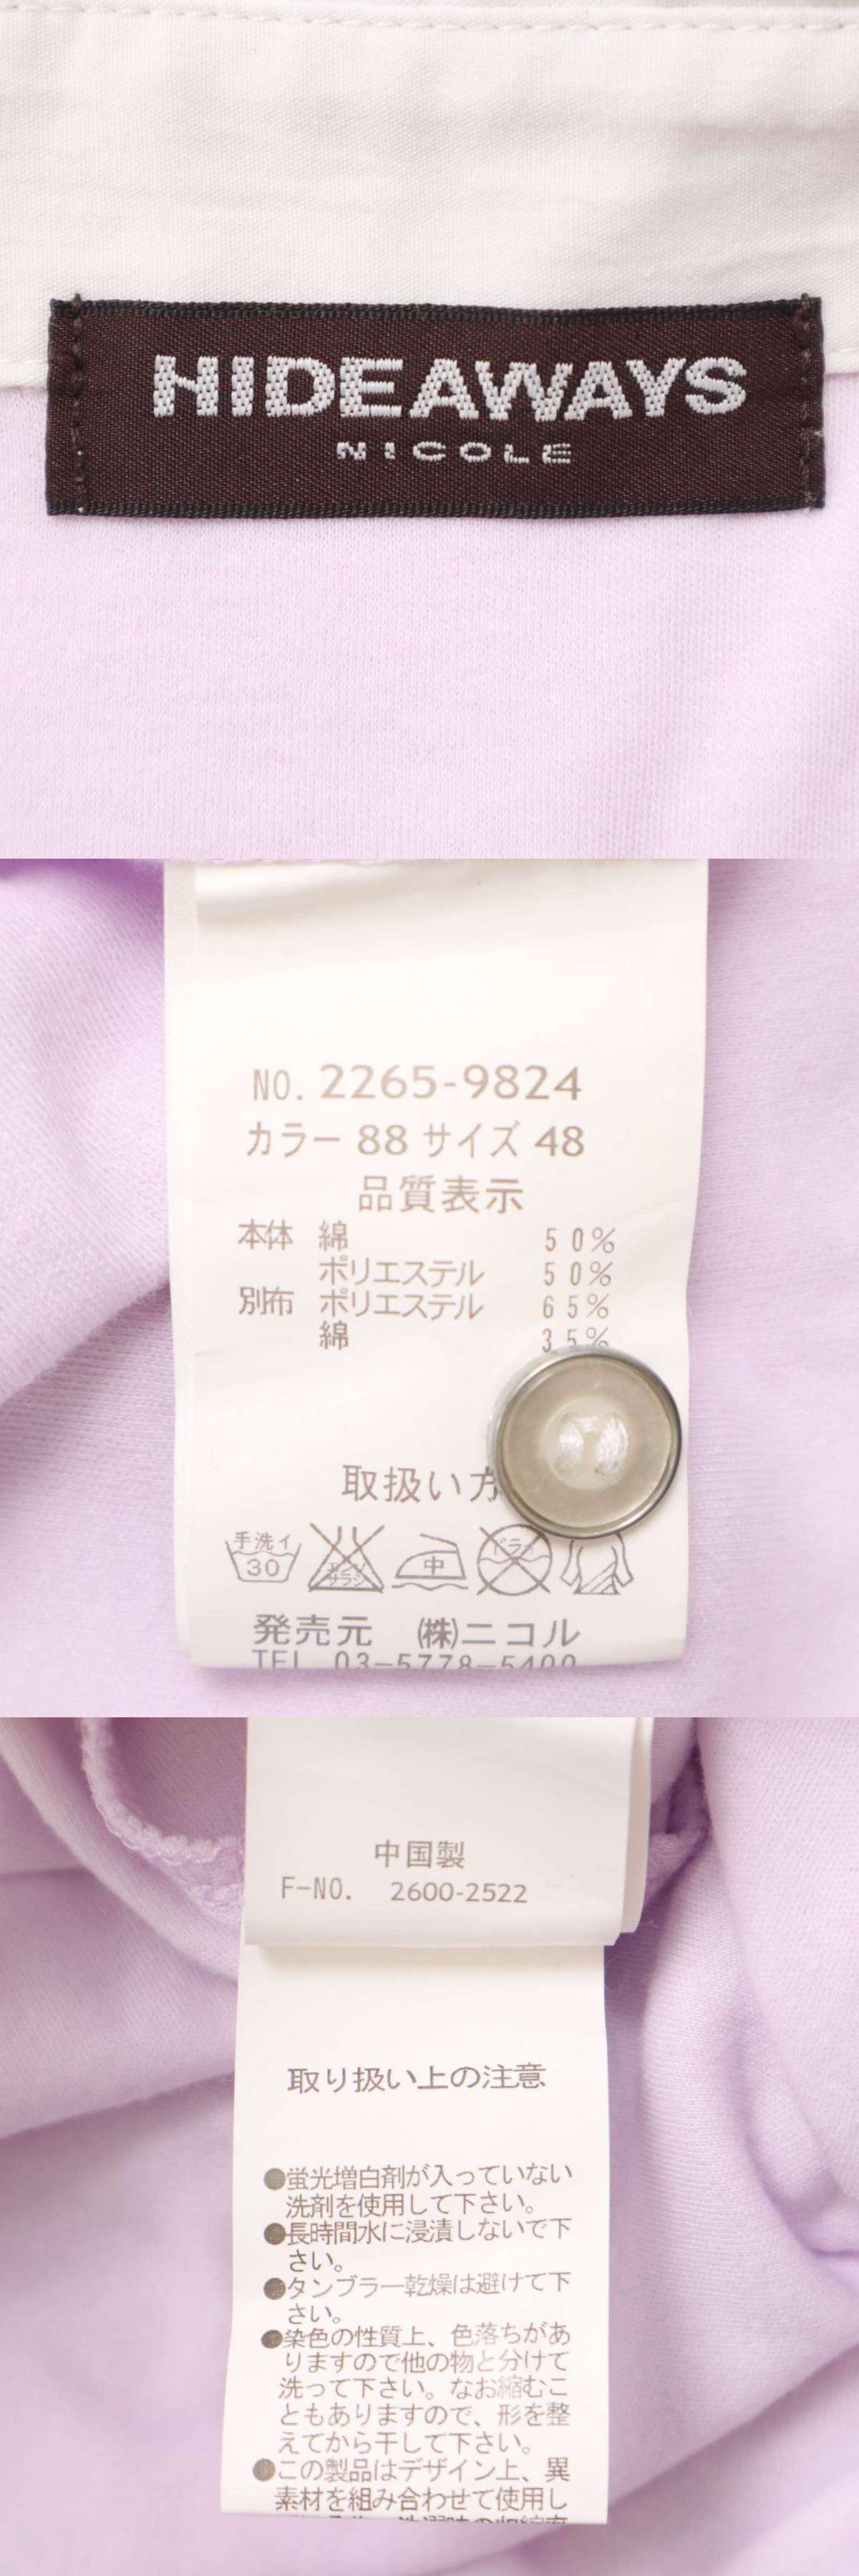 HIDEAWAYS
NICOLE
NO. 2265-9824
カラー 88 サイズ 48
品質表示
本体 綿 50%
ポリエステル 50%
別布 ポリエステル 65%
綿 35%
取扱い方
手洗イ 30 エンソサラシ 中 ドライ
発売元 (株)ニコル
TEL 03-5778-5400
中国製
F-NO. 2600-2522
取り扱い上の注意
●蛍光増白剤が入っていない
洗剤を使用して下さい。
●長時間水に浸漬しないで下
さい。
●タンブラー乾燥は避けて下
さい。
●染色の性質上、色落ちがあ
りますので他の物と分けて
洗って下さい。なお縮むこ
ともありますので、形を整
えてから干して下さい。
●この製品はデザイン上、異
素材を組み合わせて使用し